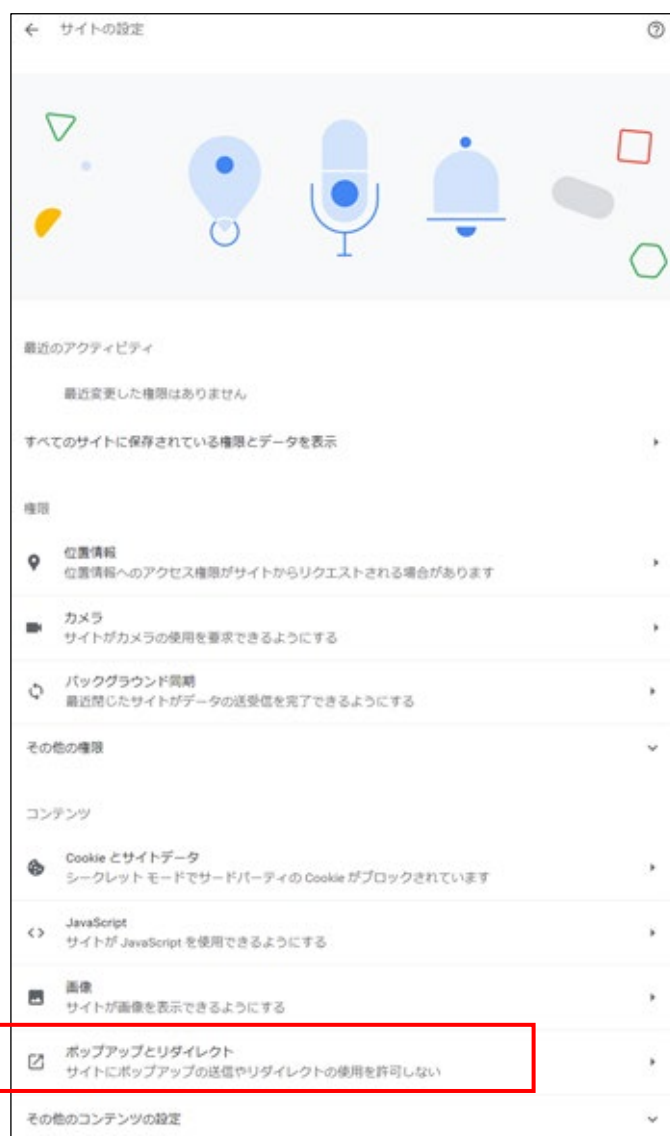 サイトの設定
最近のアクティビティ
最近変更した権限はありません
すべてのサイトに保存されている権限とデータを表示
権限
位置情報
位置情報へのアクセス権限がサイトからリクエストされる場合があります
カメラ
サイトがカメラの使用を要求できるようにする
バックグラウンド同期
最近閉じたサイトがデータの送受信を完了できるようにする
その他の権限
コンテンツ
Cookie とサイトデータ
シークレット モードでサードパーティの Cookie がブロックされています
JavaScript
サイトが JavaScript を使用できるようにする
画像
サイトが画像を表示できるようにする
ポップアップとリダイレクト
サイトにポップアップの送信やリダイレクトの使用を許可しない
その他のコンテンツの設定